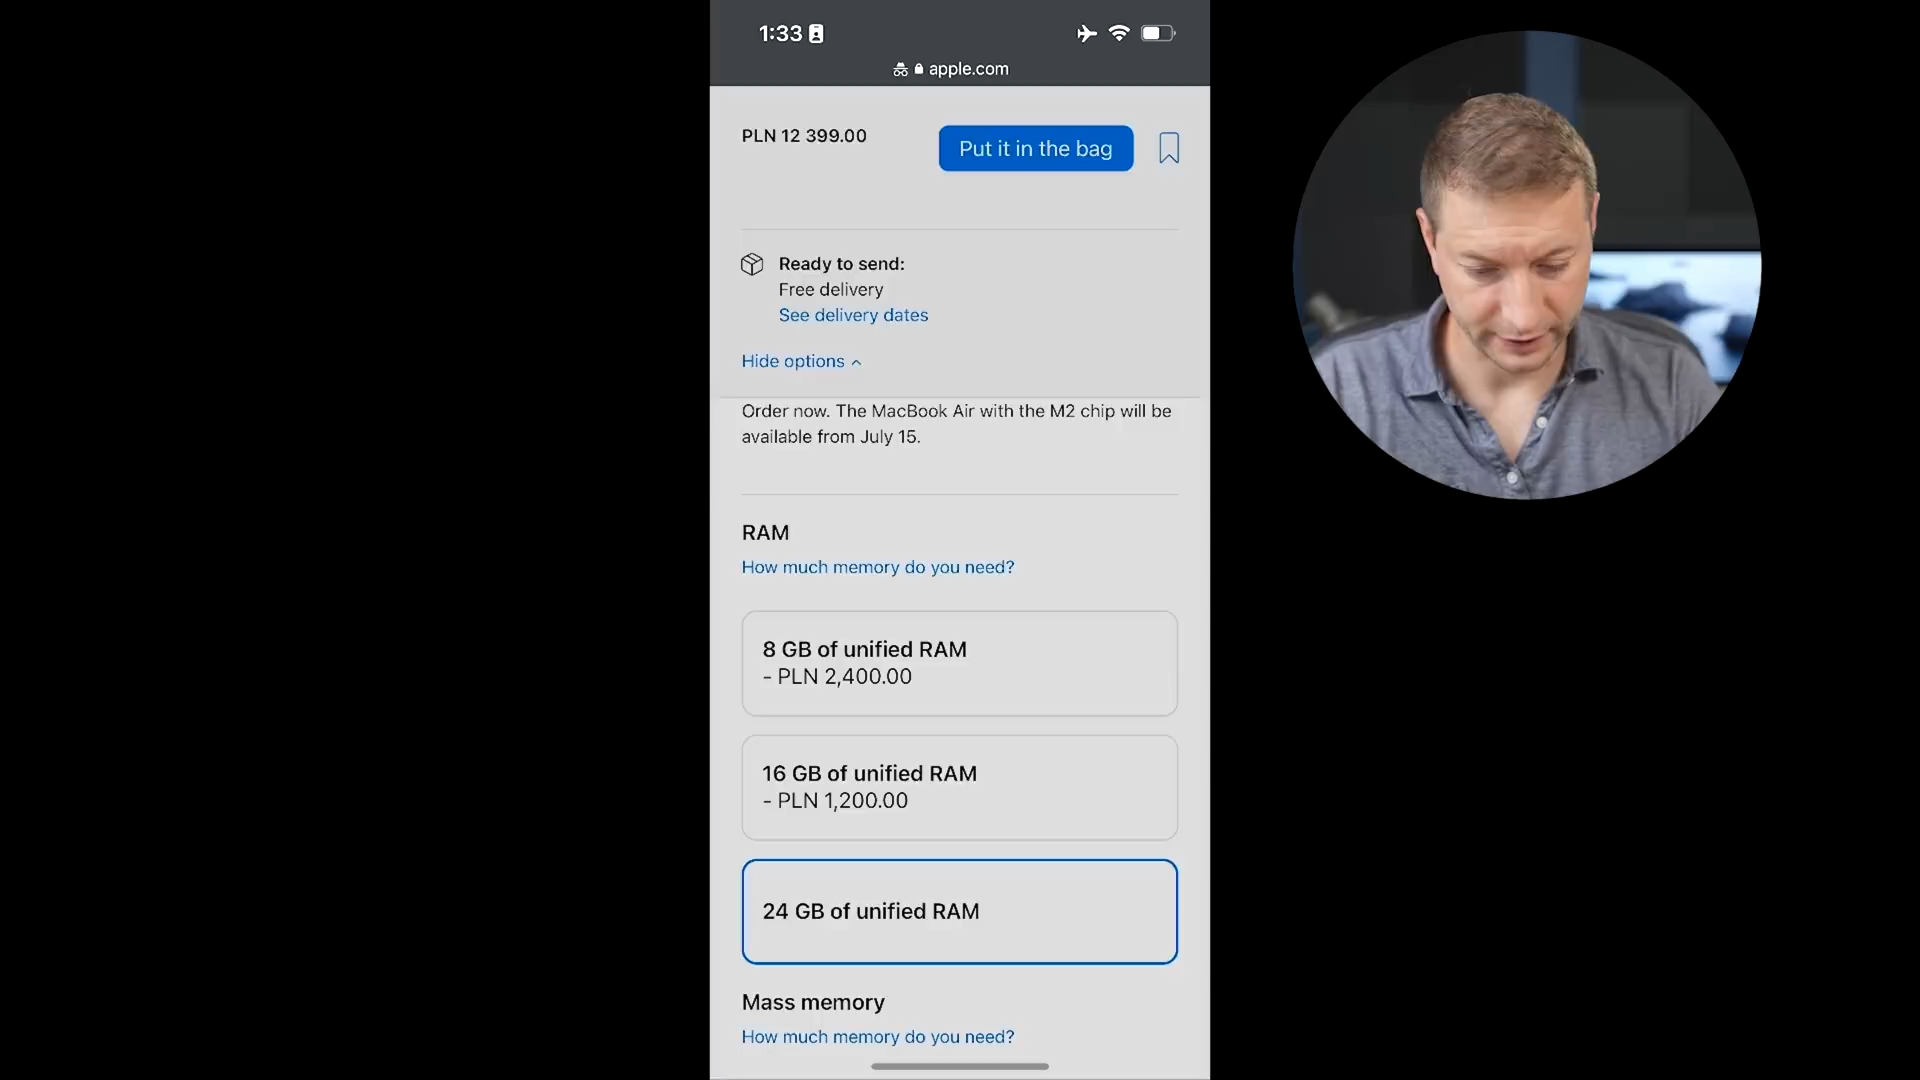 1:33
apple.com
PLN 12 399.00
Put it in the bag
Ready to send:
Free delivery
See delivery dates
Hide options
Order now. The MacBook Air with the M2 chip will be
available from July 15.
RAM
How much memory do you need?
8 GB of unified RAM
- PLN 2,400.00
16 GB of unified RAM
- PLN 1,200.00
24 GB of unified RAM
Mass memory
How much memory do you need?